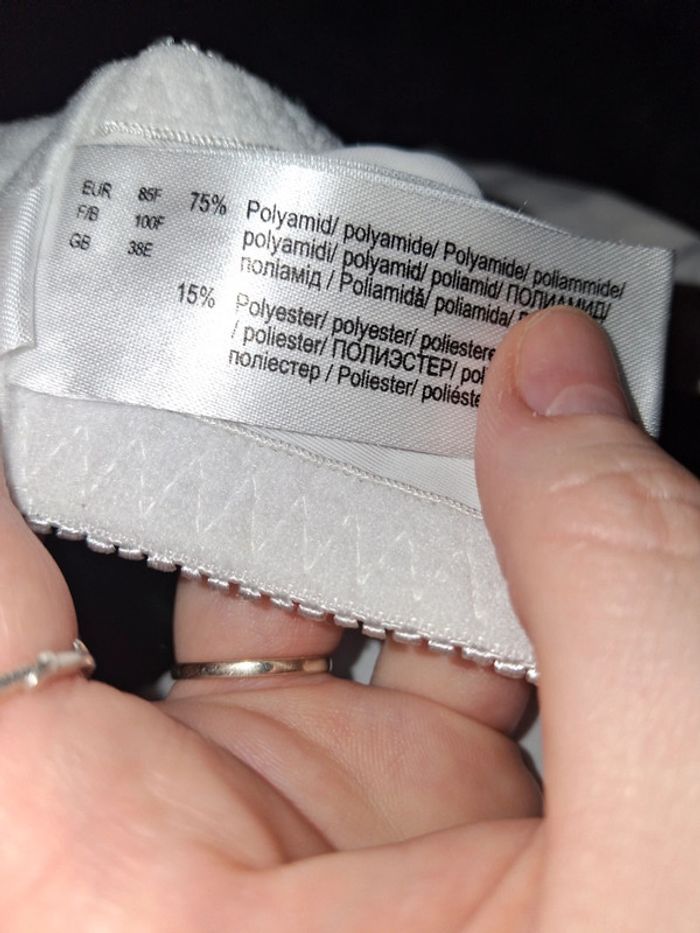 EUR 85F
F/B 100F
GB 38E
75% Polyamid/ polyamide/ Polyamide/ poliammide/
polyamidi/ polyamid/ poliamid/ ПОЛИАМИД/
поліамід / Poliamidă/ poliamida/
15% Polyester/ polyester/ poliestere
/ poliester/ ПОЛИЭСТЕР/
поліестер / Poliester/